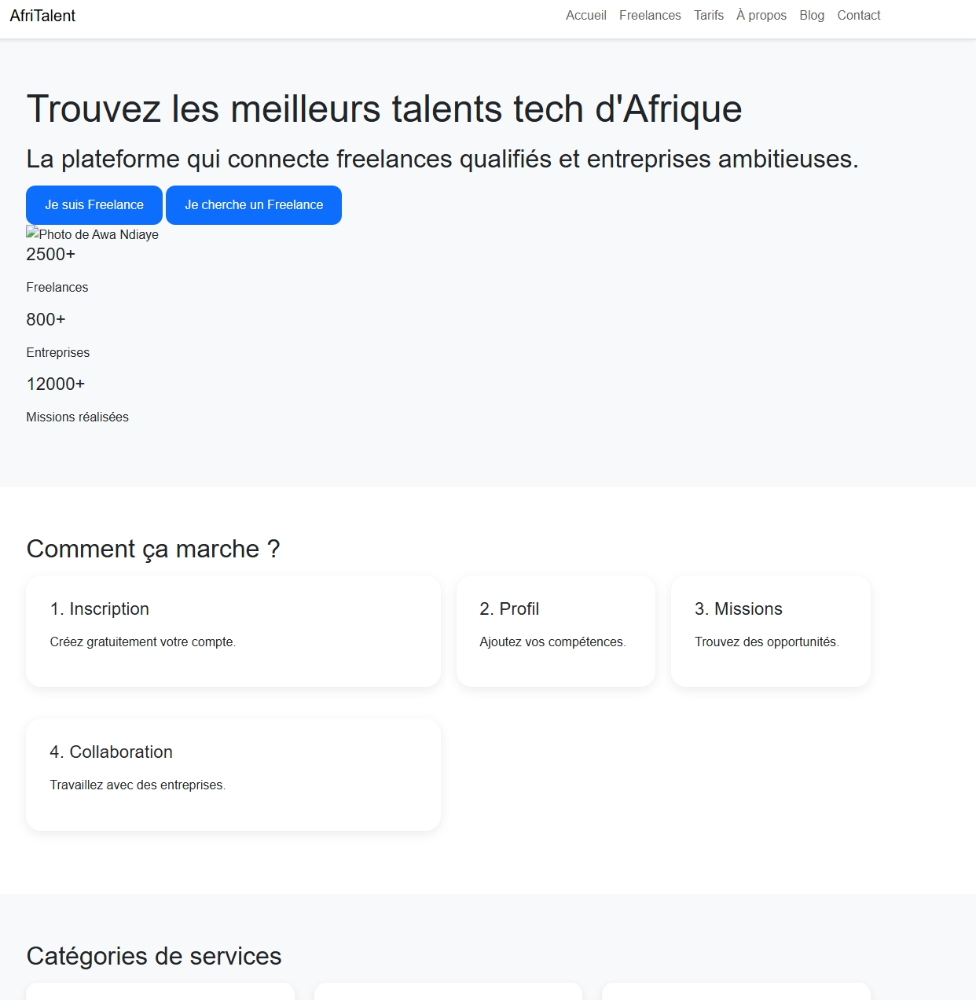 AfriTalent
Accueil Freelances Tarifs À propos Blog Contact
Trouvez les meilleurs talents tech d'Afrique
La plateforme qui connecte freelances qualifiés et entreprises ambitieuses.
Je suis Freelance Je cherche un Freelance
Photo de Awa Ndiaye
2500+
Freelances
800+
Entreprises
12000+
Missions réalisées
Comment ça marche ?
1. Inscription
Créez gratuitement votre compte.
2. Profil
Ajoutez vos compétences.
3. Missions
Trouvez des opportunités.
4. Collaboration
Travaillez avec des entreprises.
Catégories de services